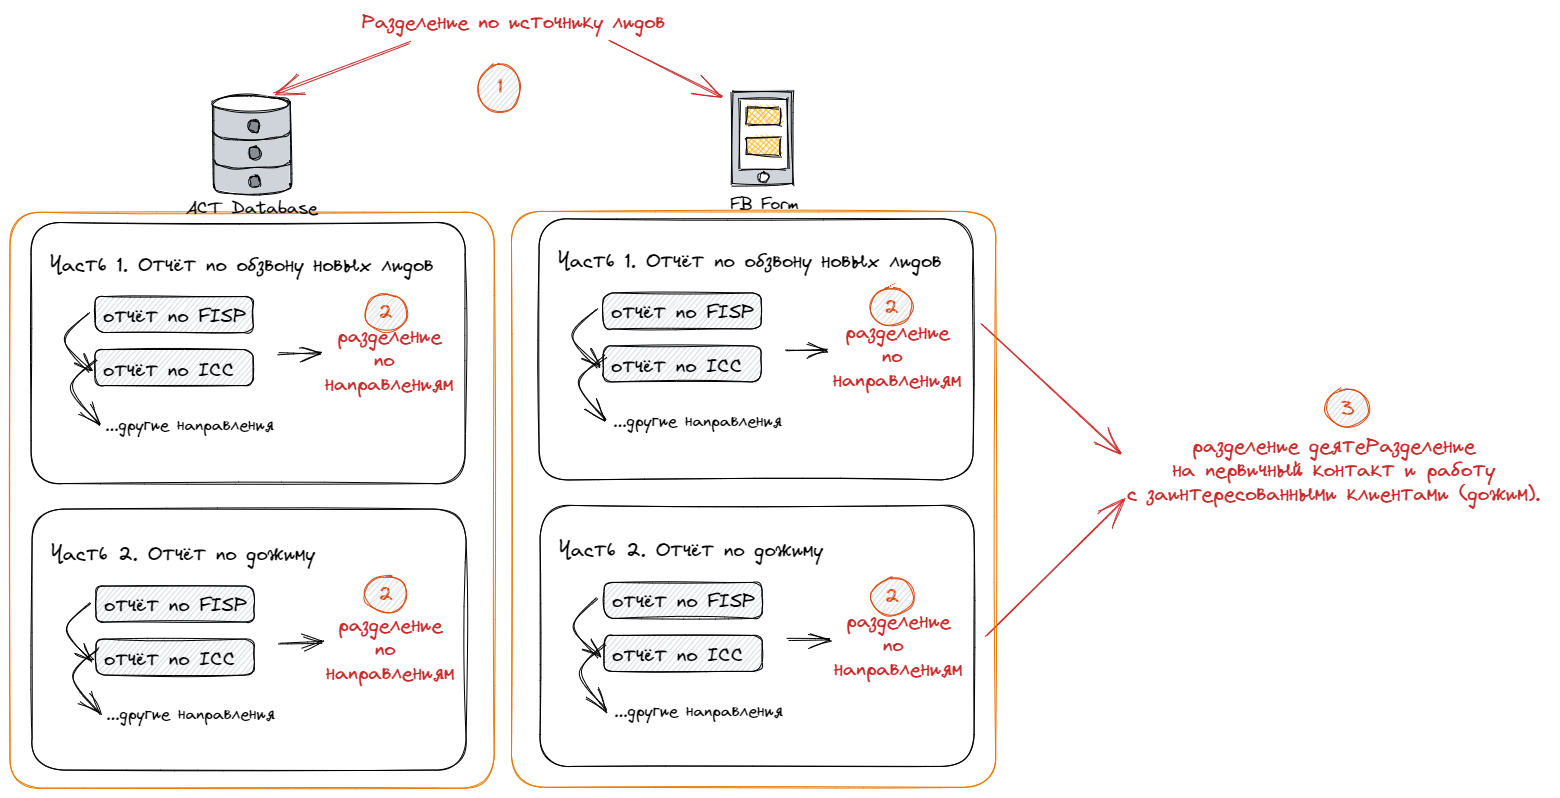 Разделение по источнику лидов
1
ACT Database
FB Form
Часть 1. Отчёт по обзвону новых лидов
отчёт по FISP
отчёт по ICC
...другие направления
2
разделение
по
направлениям
Часть 2. Отчёт по дожиму
отчёт по FISP
отчёт по ICC
...другие направления
2
разделение
по
направлениям
Часть 1. Отчёт по обзвону новых лидов
отчёт по FISP
отчёт по ICC
...другие направления
2
разделение
по
направлениям
Часть 2. Отчёт по дожиму
отчёт по FISP
отчёт по ICC
...другие направления
2
разделение
по
направлениям
3
разделение деятеРазделение
на первичный контакт и работу
с заинтересованными клиентами (дожим).